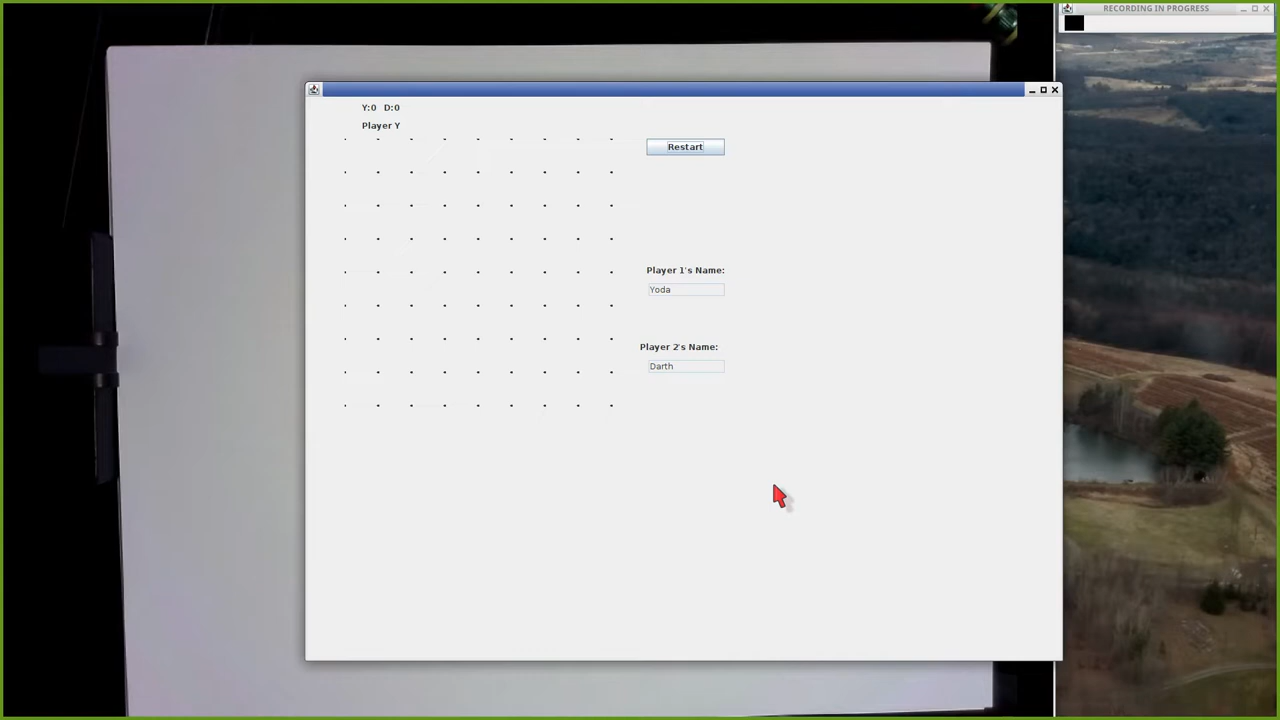 RECORDING IN PROGRESS
Y:0 D:0
Player Y
Restart
Player 1's Name:
Yoda
Player 2's Name:
Darth